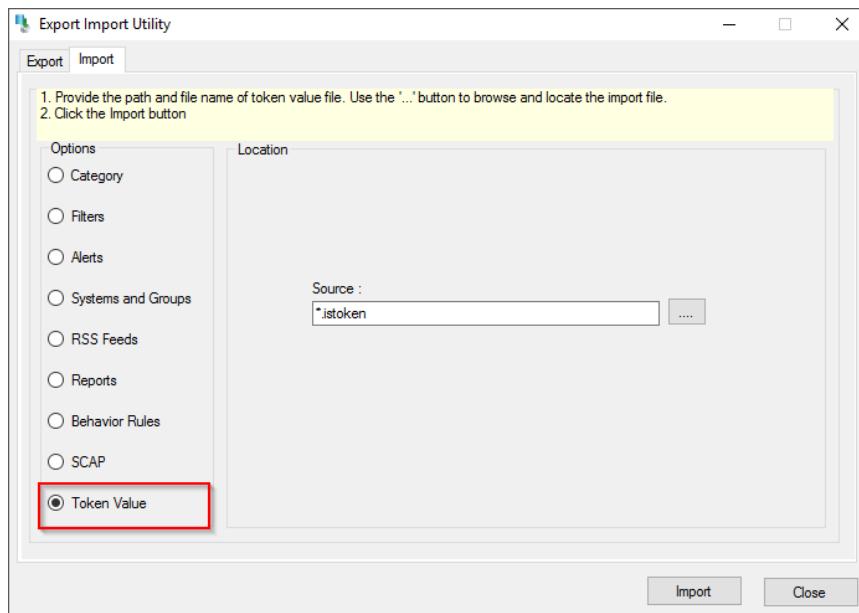 Export Import Utility
Export Import
1. Provide the path and file name of token value file. Use the '...' button to browse and locate the import file.
2. Click the Import button
Options
Category
Filters
Alerts
Systems and Groups
RSS Feeds
Reports
Behavior Rules
SCAP
Token Value
Location
Source :
*.istoken
....
Import Close